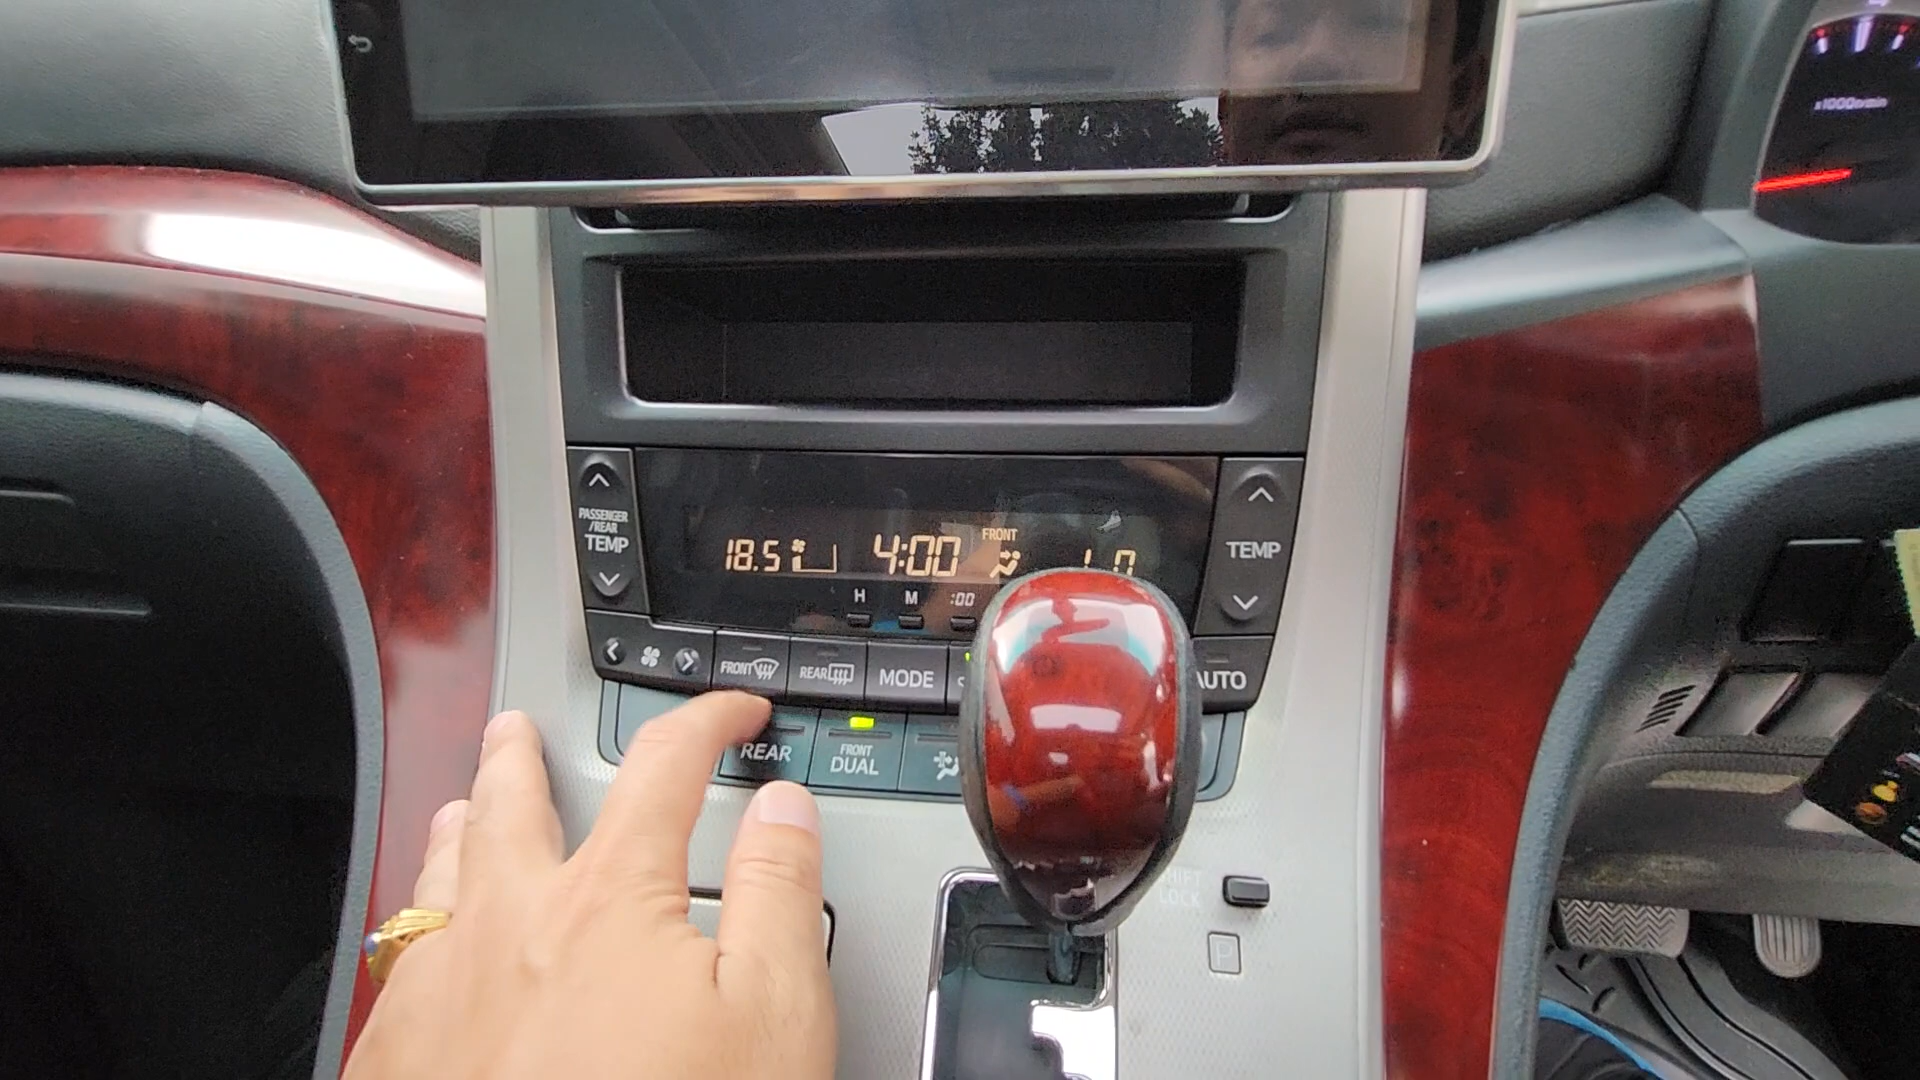 x1000r/min
PASSENGER
/REAR
TEMP
18.5
4:00
FRONT
TEMP
H M :00
FRONT
REAR
MODE
AUTO
REAR
FRONT
DUAL
SHIFT
LOCK
P